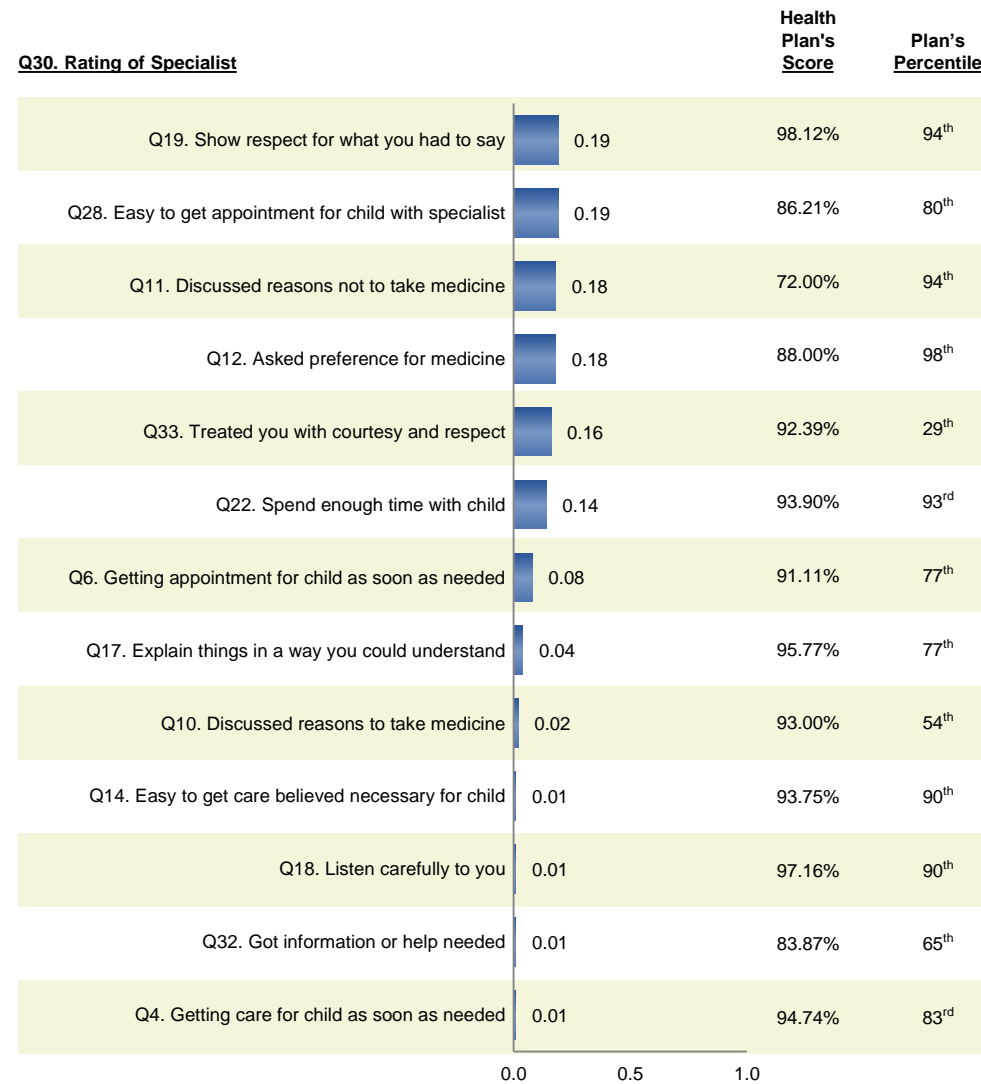 Health
Plan's
Score
Plan’s
Percentile
Q30. Rating of Specialist
Q19. Show respect for what you had to say 0.19 98.12% 94th
Q28. Easy to get appointment for child with specialist 0.19 86.21% 80th
Q11. Discussed reasons not to take medicine 0.18 72.00% 94th
Q12. Asked preference for medicine 0.18 88.00% 98th
Q33. Treated you with courtesy and respect 0.16 92.39% 29th
Q22. Spend enough time with child 0.14 93.90% 93rd
Q6. Getting appointment for child as soon as needed 0.08 91.11% 77th
Q17. Explain things in a way you could understand 0.04 95.77% 77th
Q10. Discussed reasons to take medicine 0.02 93.00% 54th
Q14. Easy to get care believed necessary for child 0.01 93.75% 90th
Q18. Listen carefully to you 0.01 97.16% 90th
Q32. Got information or help needed 0.01 83.87% 65th
Q4. Getting care for child as soon as needed 0.01 94.74% 83rd
0.0 0.5 1.0